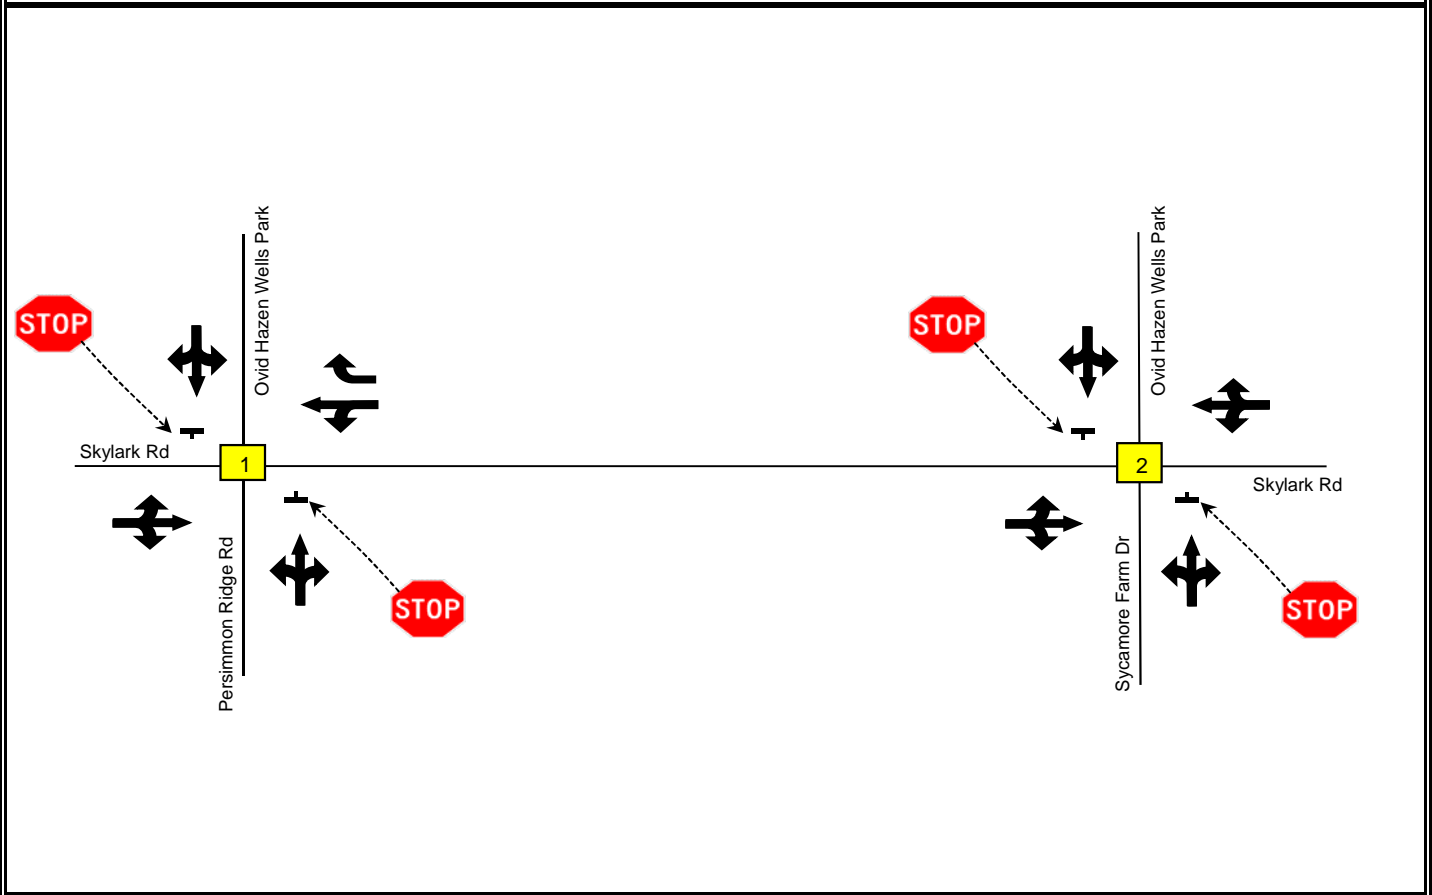 Ovid Hazen Wells Park
Ovid Hazen Wells Park
STOP
STOP
Skylark Rd
1
2
Skylark Rd
Persimmon Ridge Rd
Sycamore Farm Dr
STOP
STOP